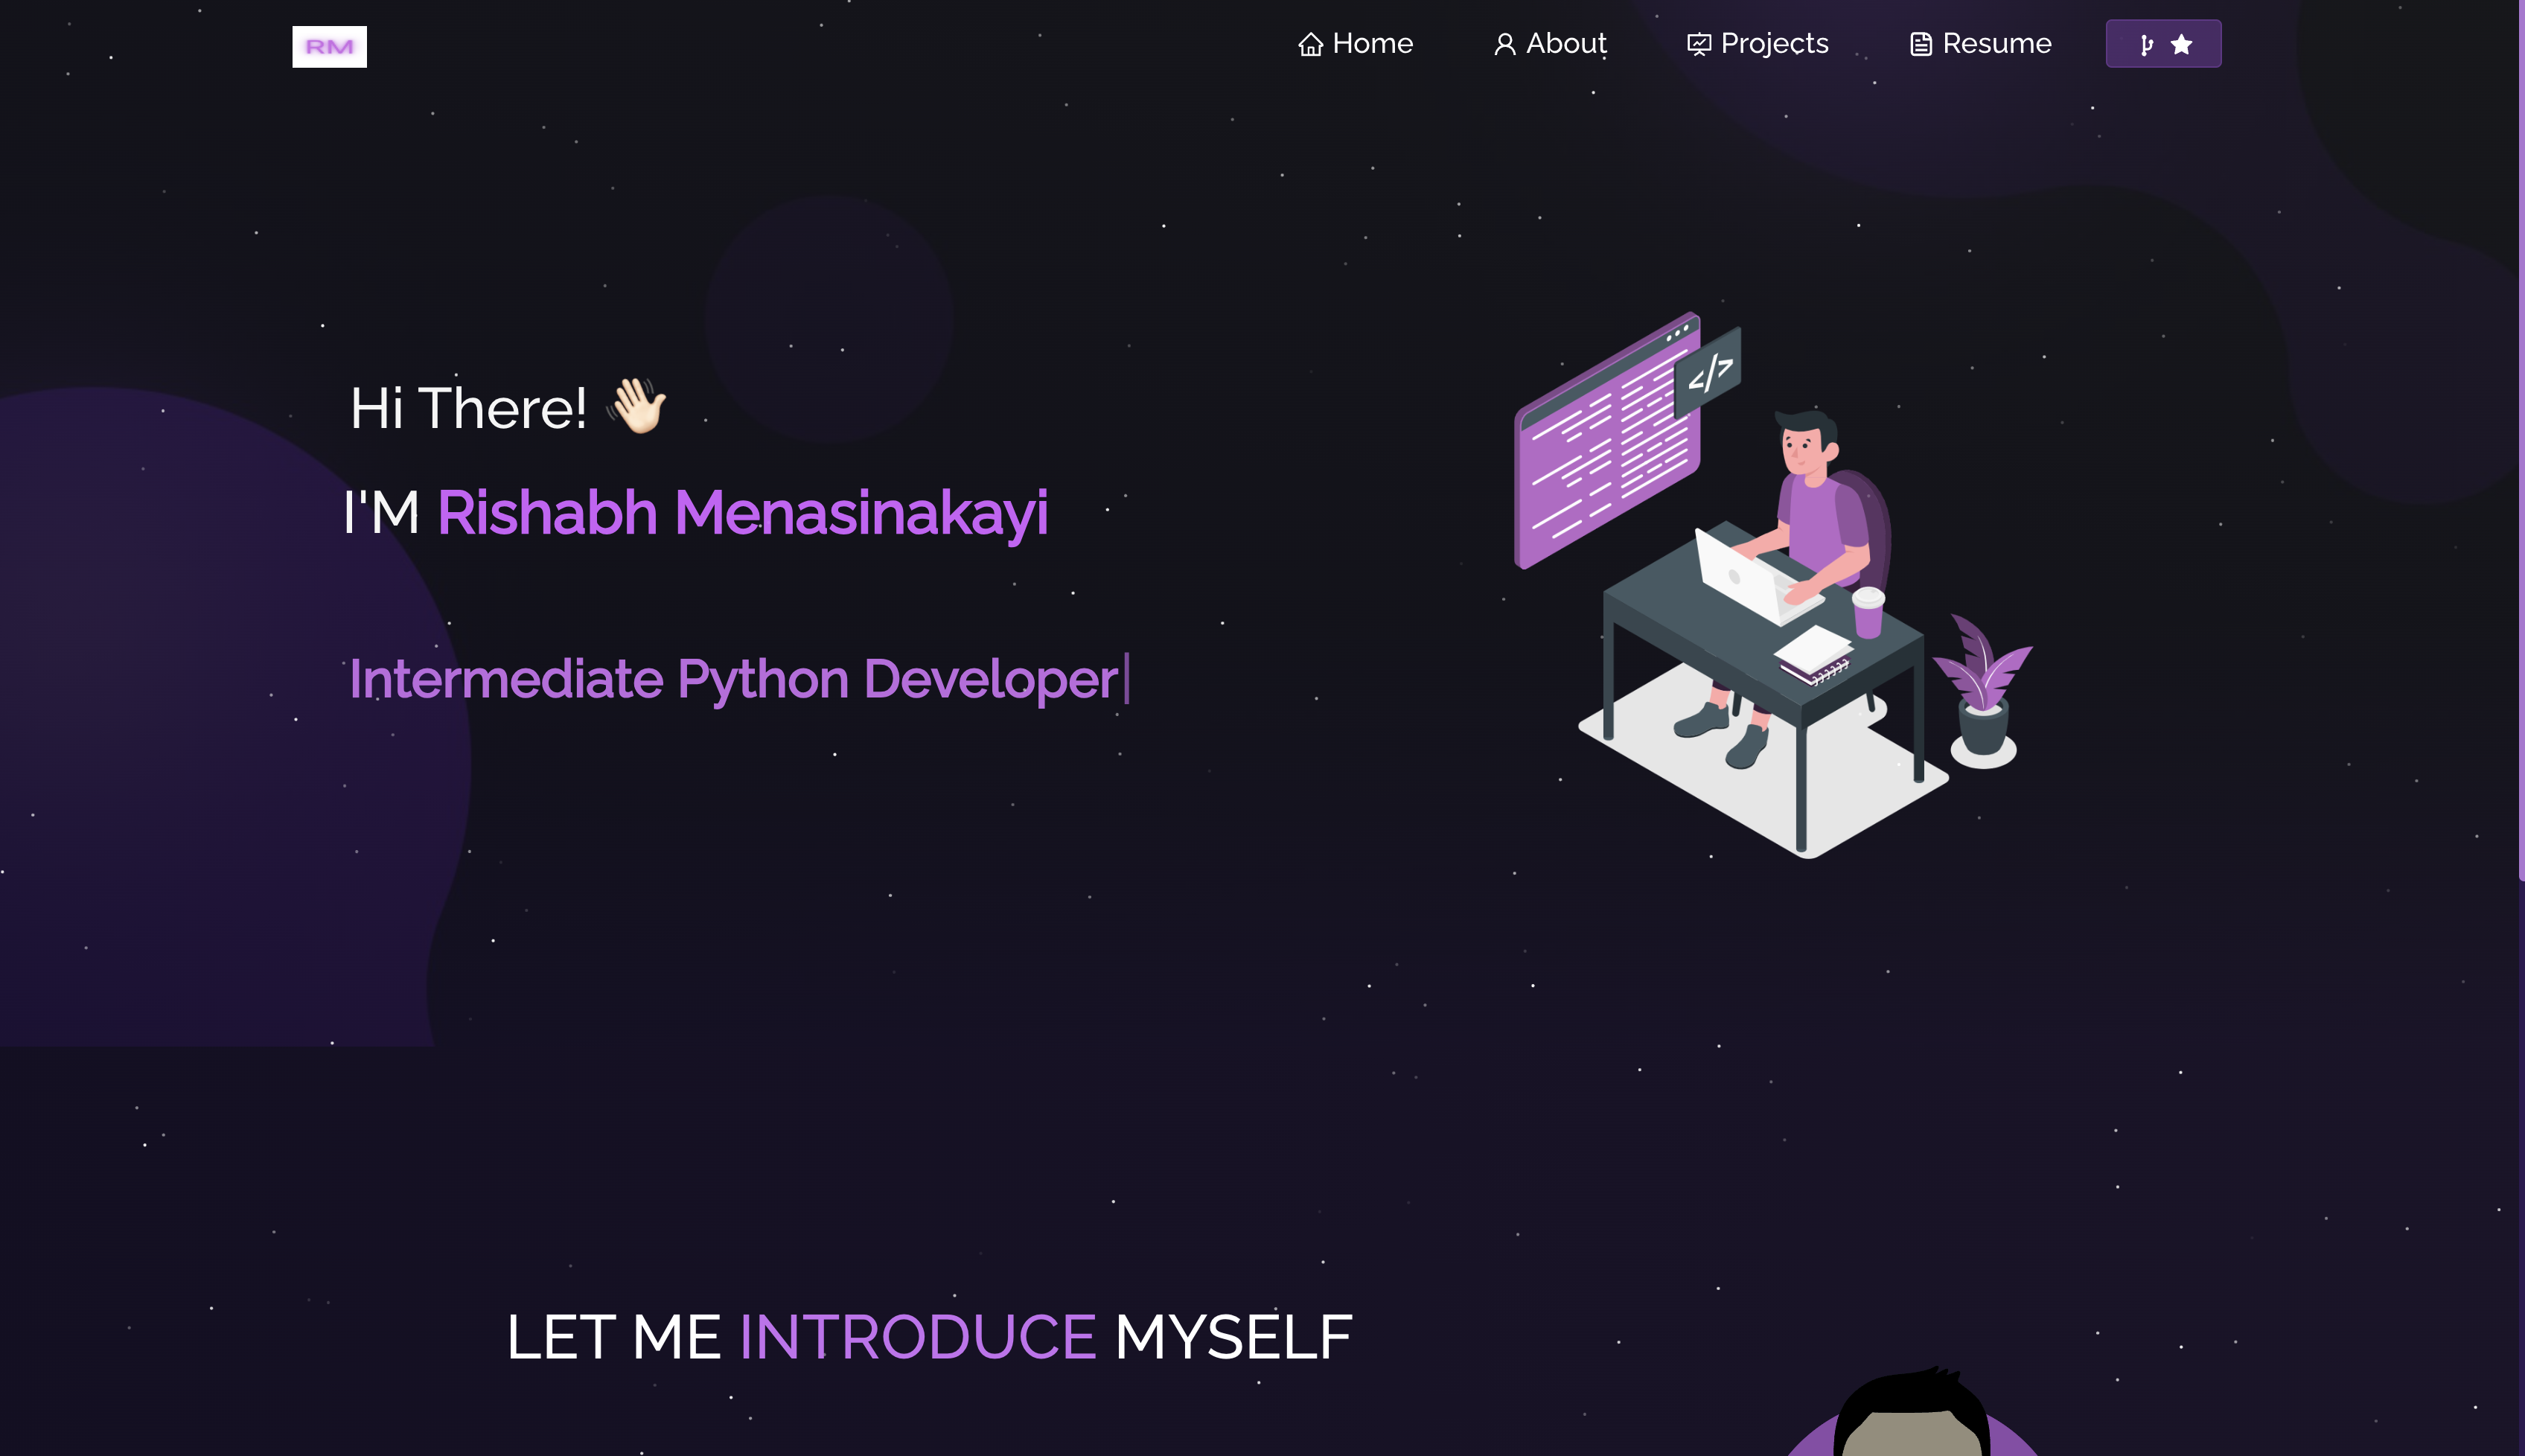 RM
Home About Projects Resume
</>
Hi There! 👋🏻
I'M Rishabh Menasinakayi
Intermediate Python Developer
LET ME INTRODUCE MYSELF